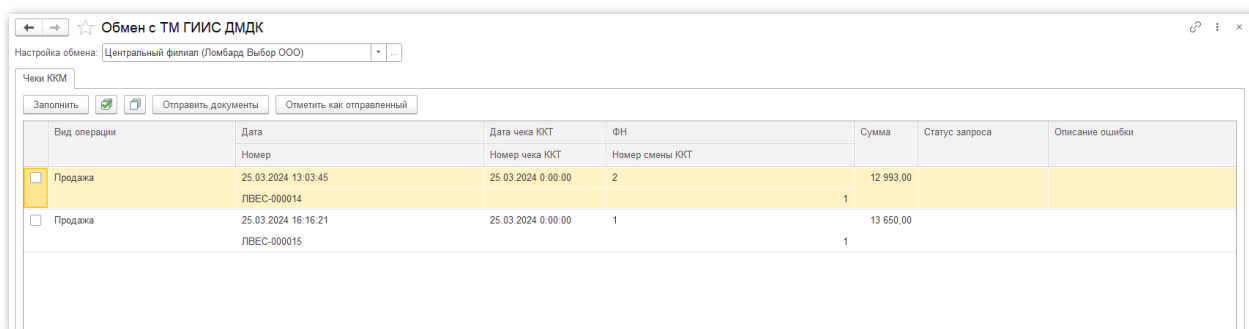 Обмен с ТМ ГИИС ДМДК
Настройка обмена: Центральный филиал (Ломбард Выбор ООО)
Чеки ККМ
Заполнить Отправить документы Отметить как отправленный
Вид операции Дата Дата чека ККТ ФН Сумма Статус запроса Описание ошибки
Номер Номер чека ККТ Номер смены ККТ
Продажа 25.03.2024 13:03:45 25.03.2024 0:00:00 2 12 993,00
ЛВЕС-000014 1
Продажа 25.03.2024 16:16:21 25.03.2024 0:00:00 1 13 650,00
ЛВЕС-000015 1